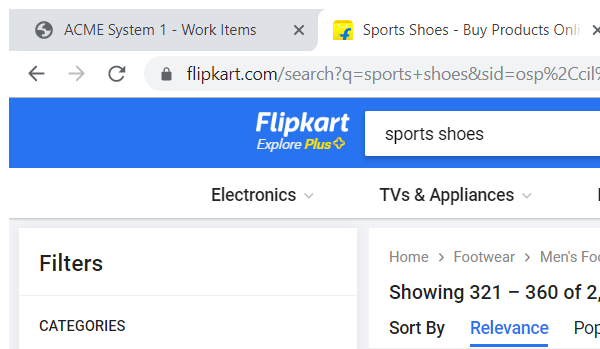 ACME System 1 - Work Items
Sports Shoes - Buy Products Onli
flipkart.com/search?q=sports+shoes&sid=osp%2Ccil%
Flipkart
Explore Plus
sports shoes
Electronics
TVs & Appliances
Filters
CATEGORIES
Home > Footwear > Men's Foo
Showing 321 – 360 of 2,
Sort By Relevance Pop